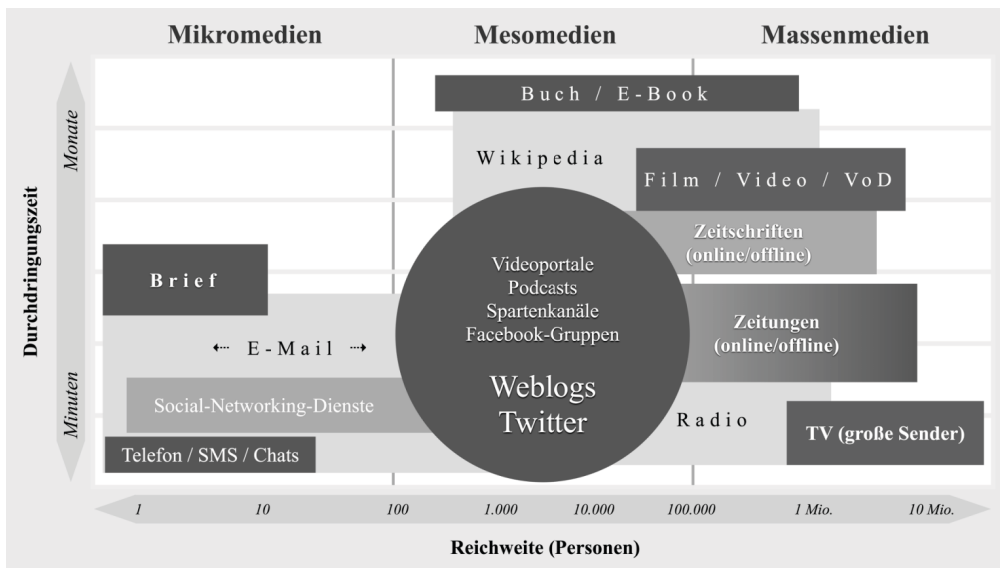 Mikromedien
Mesomedien
Massenmedien
Durchdringungszeit
Monate
Minuten
Buch / E-Book
Wikipedia
Film / Video / VoD
Zeitschriften
(online/offline)
Brief
Videoportale
Podcasts
Spartenkanäle
Facebook-Gruppen
Zeitungen
(online/offline)
E-Mail
Weblogs
Twitter
Social-Networking-Dienste
Radio
TV (große Sender)
Telefon / SMS / Chats
1
10
100
1.000
10.000
100.000
1 Mio.
10 Mio.
Reichweite (Personen)